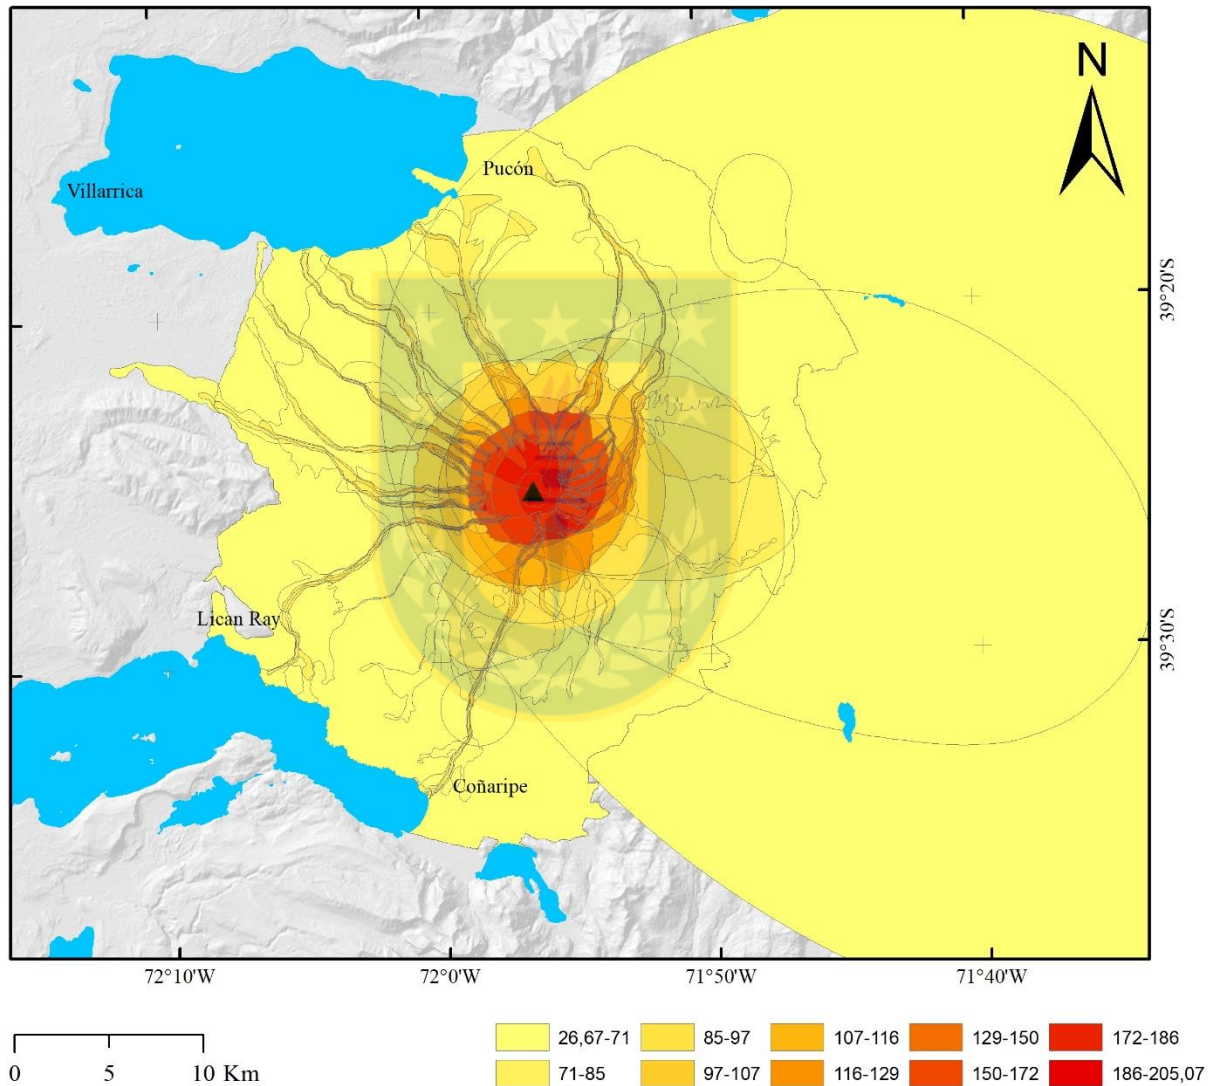 N
Pucón
Villarrica
39°20'S
Lican Ray
39°30'S
Coñaripe
72°10'W 72°0'W 71°50'W 71°40'W
0 5 10 Km
26,67-71 85-97 107-116 129-150 172-186
71-85 97-107 116-129 150-172 186-205,07